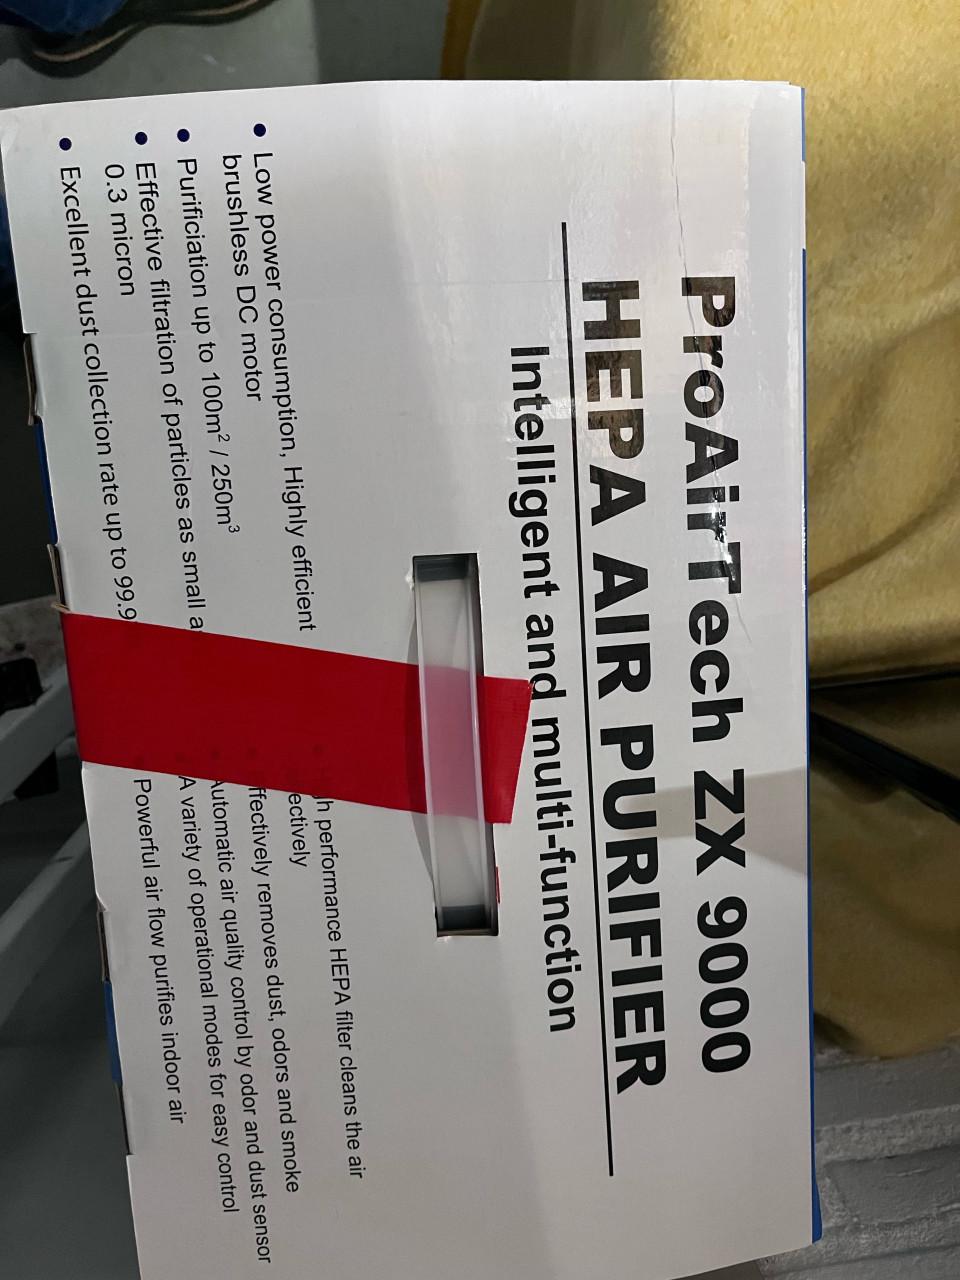 ProAirTech ZX 9000
HEPA AIR PURIFIER
Intelligent and multi-function
• Low power consumption, Highly efficient
brushless DC motor
• Purificiation up to 100m² / 250m³
• Effective filtration of particles as small
0.3 micron
• Excellent dust collection rate up to 99.9
performance HEPA filter cleans the air
ectively
ffectively removes dust, odors and smoke
Automatic air quality control by odor and dust sensor
A variety of operational modes for easy control
Powerful air flow purifies indoor air